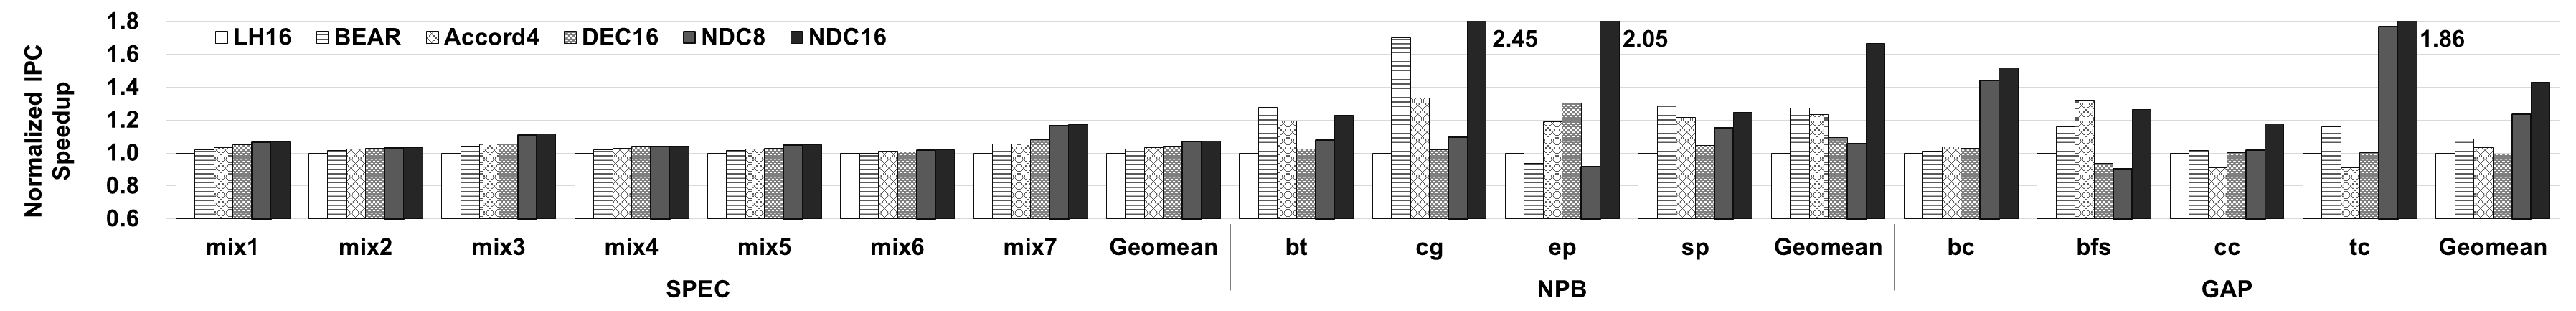 Normalized IPC
Speedup
1.8
1.6
1.4
1.2
1.0
0.8
0.6
LH16 BEAR Accord4 DEC16 NDC8 NDC16
2.45
2.05
1.86
mix1 mix2 mix3 mix4 mix5 mix6 mix7 Geomean bt cg ep sp Geomean bc bfs cc tc Geomean
SPEC NPB GAP